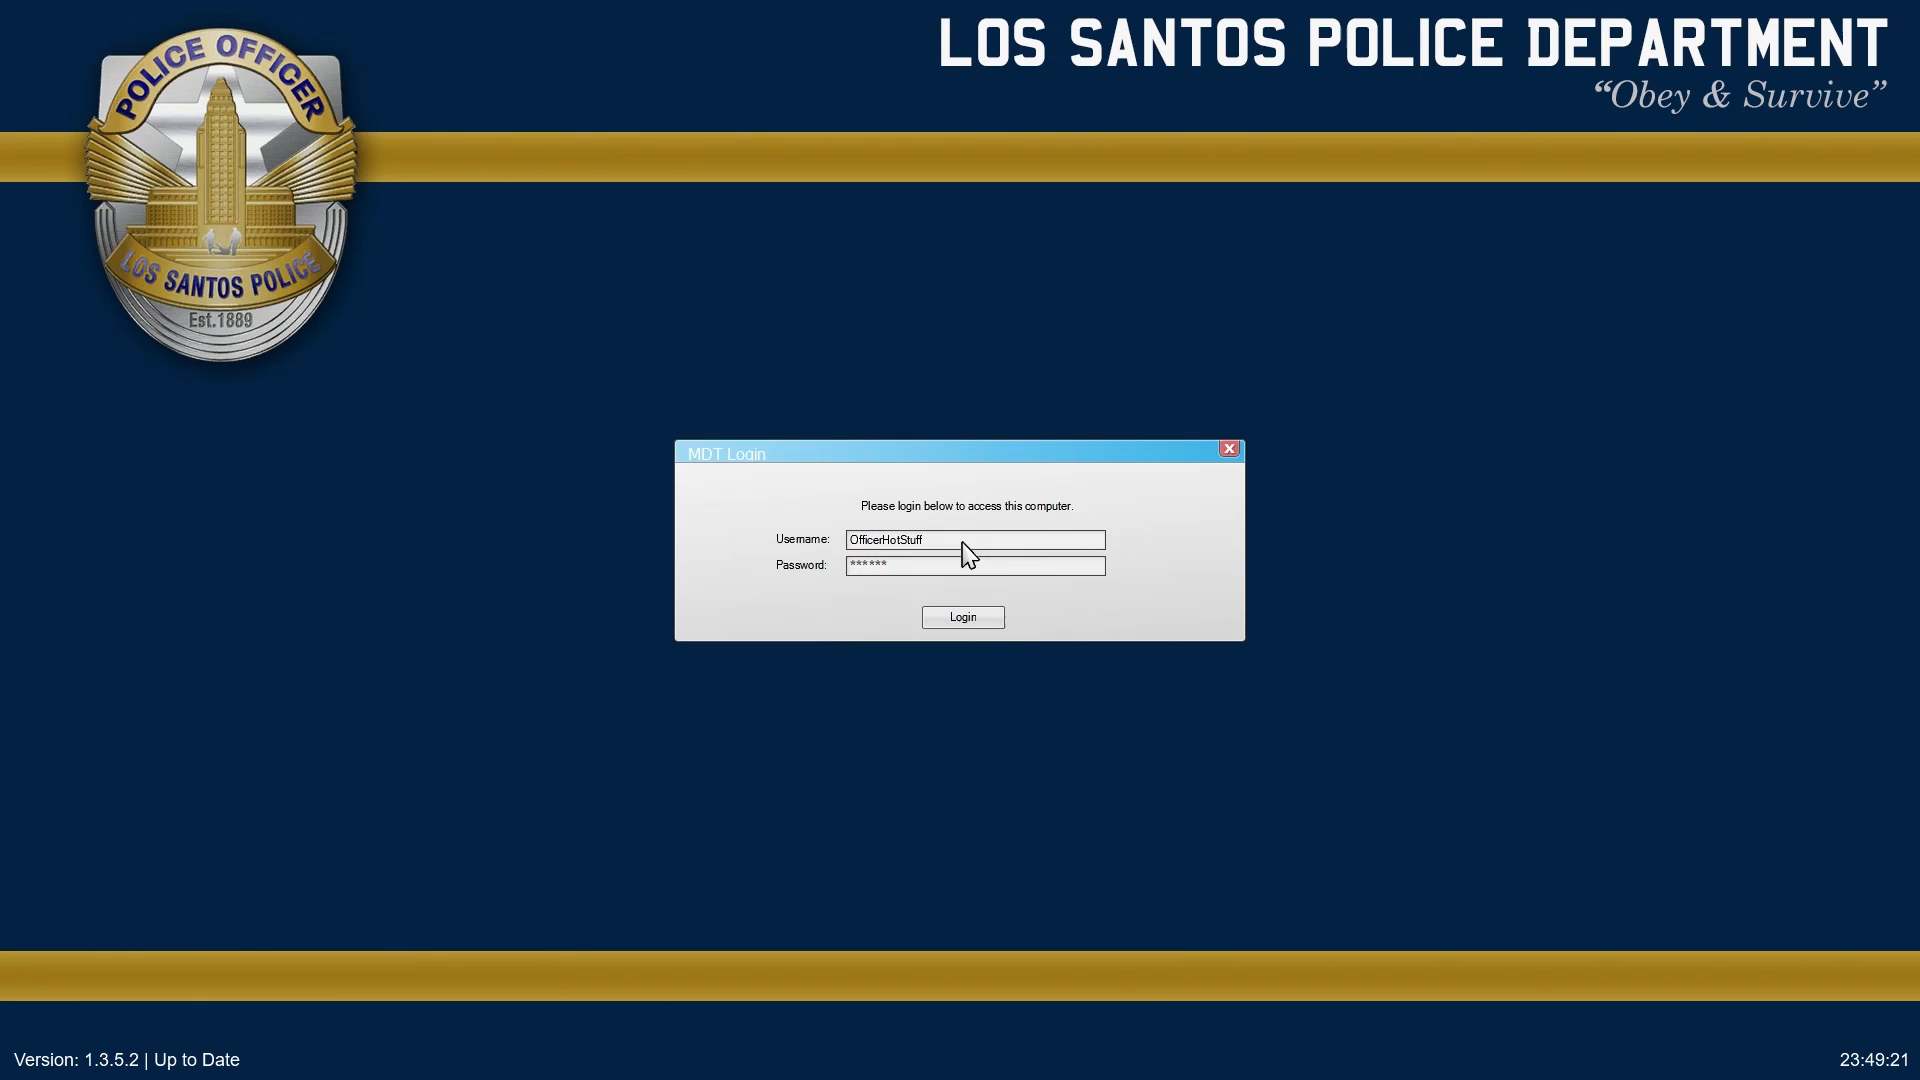 POLICE OFFICER
LOS SANTOS POLICE
Est.1889
LOS SANTOS POLICE DEPARTMENT
“Obey & Survive”
MDT Login
Please login below to access this computer.
Username: OfficerHotStuff
Password: ******
Login
Version: 1.3.5.2 | Up to Date
23:49:21